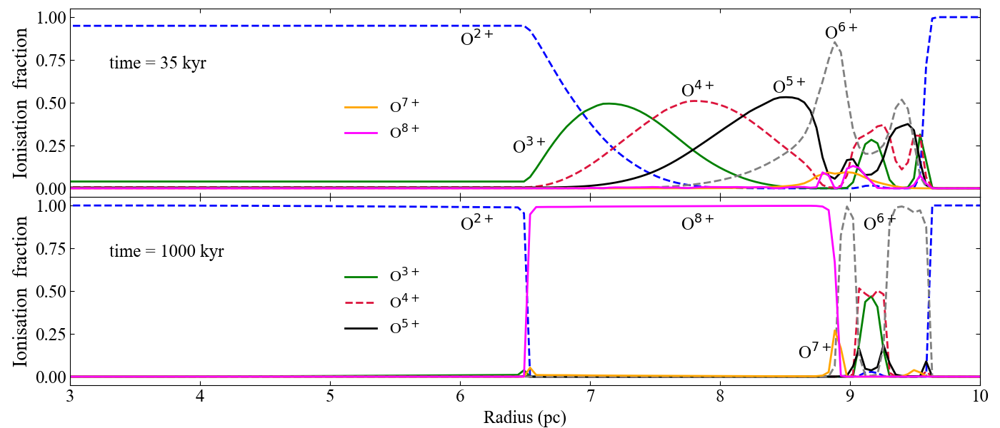 1.00
0.75
0.50
0.25
0.00
Ionisation fraction
time = 35 kyr
O²⁺
O³⁺
O⁴⁺
O⁵⁺
O⁶⁺
O⁷⁺
O⁸⁺
1.00
0.75
0.50
0.25
0.00
Ionisation fraction
time = 1000 kyr
O²⁺
O⁸⁺
O⁶⁺
O⁷⁺
O³⁺
O⁴⁺
O⁵⁺
3 4 5 6 7 8 9 10
Radius (pc)